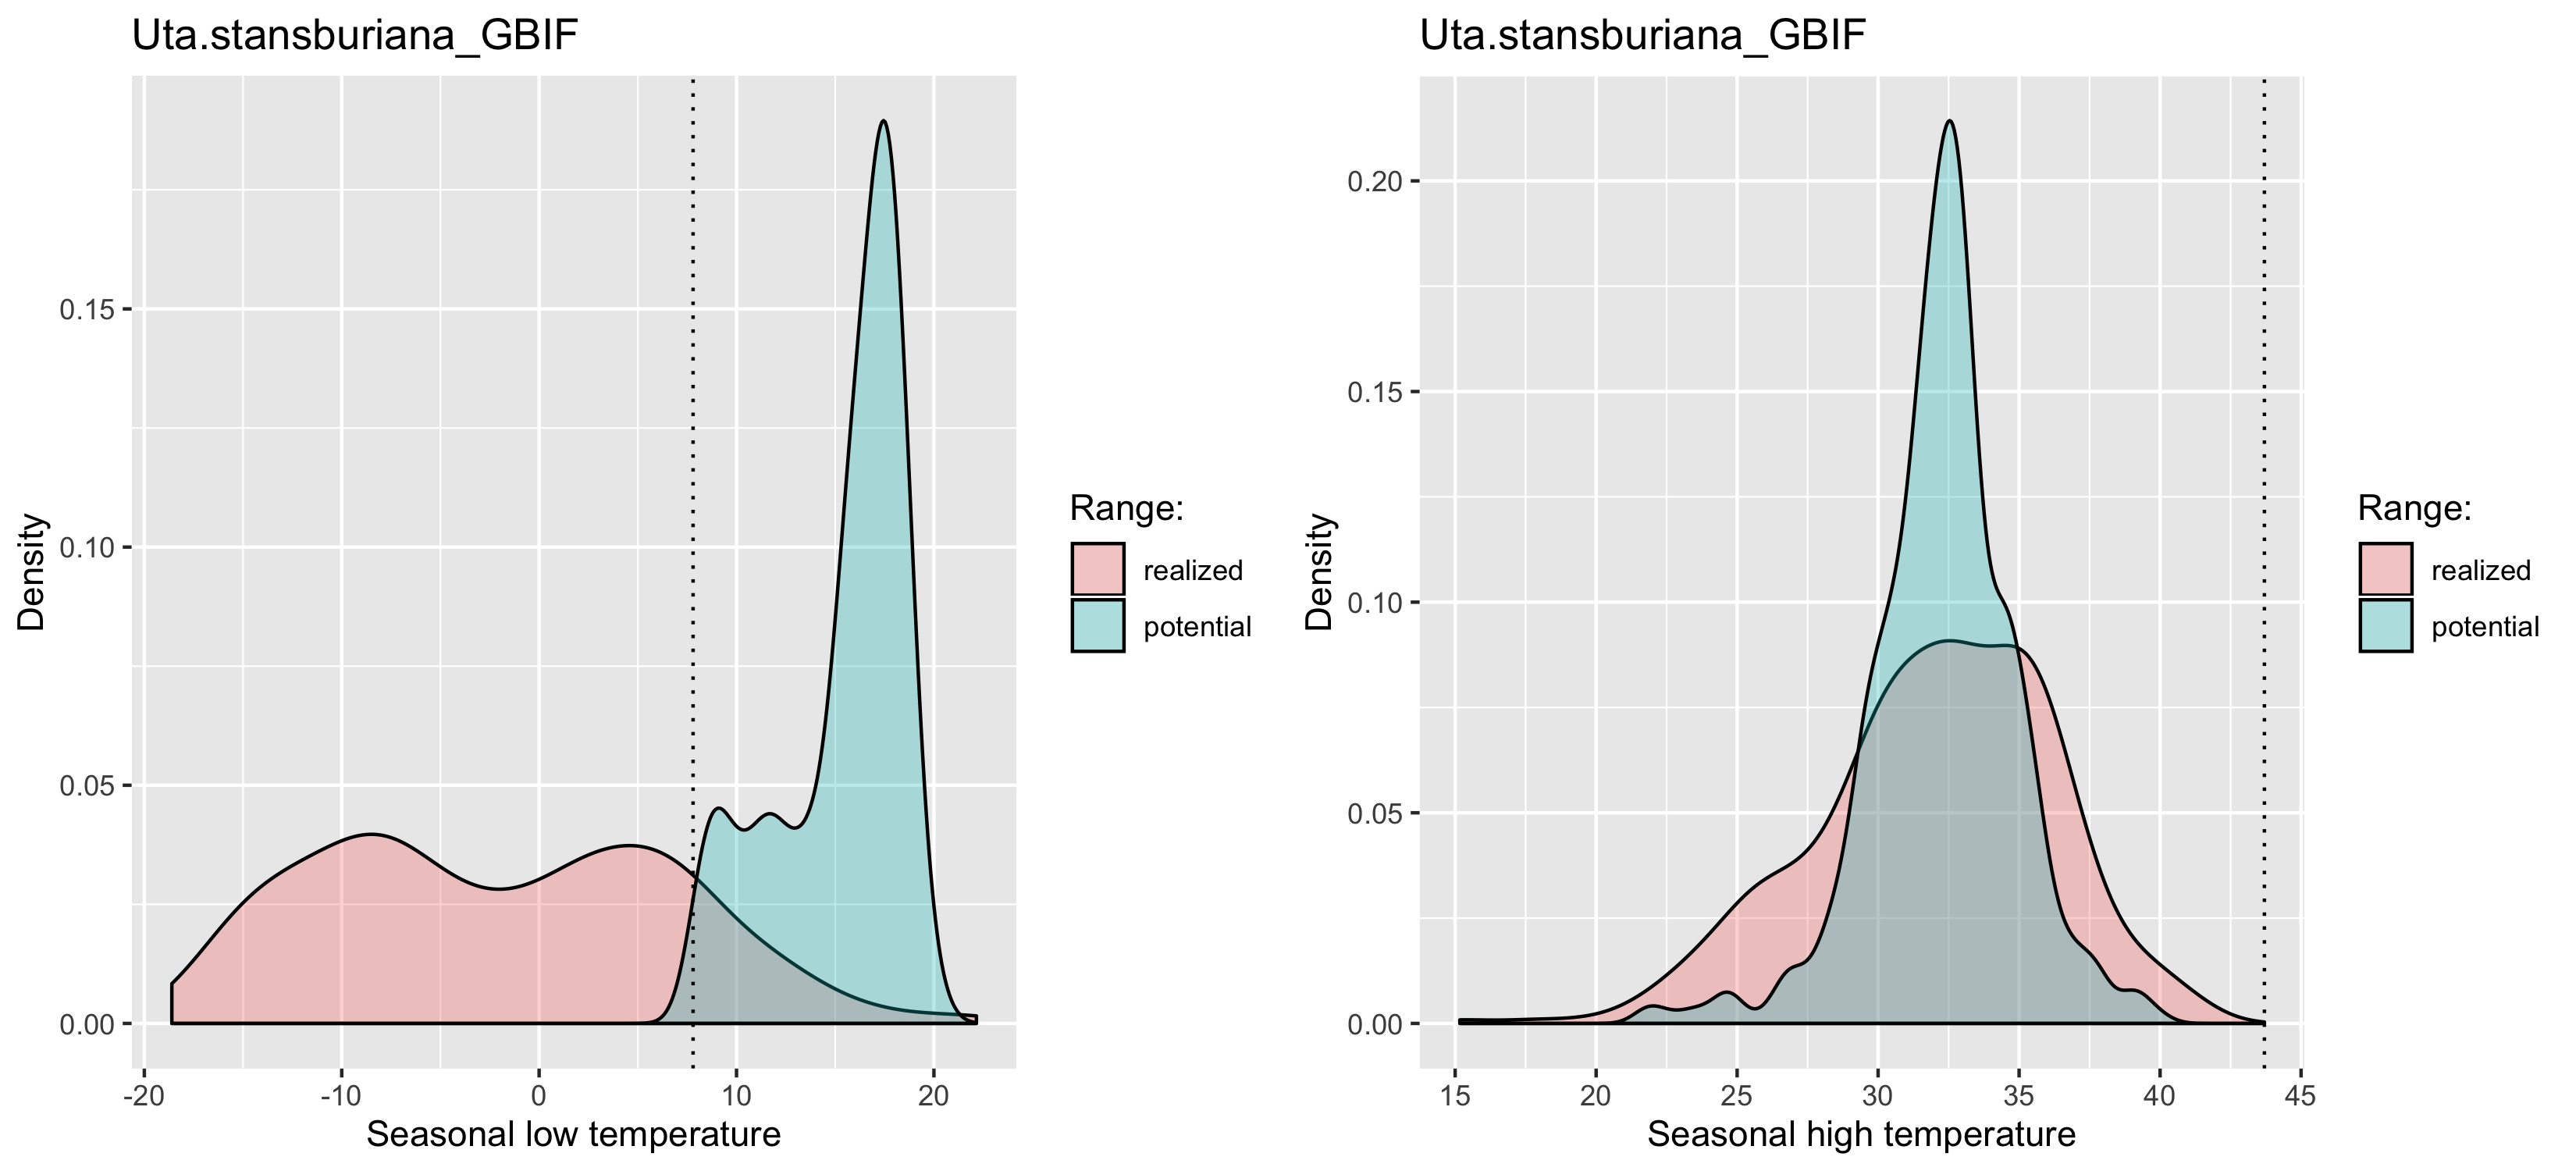 Uta.stansburiana_GBIF
Density
0.15
0.10
0.05
0.00
-20 -10 0 10 20
Seasonal low temperature
Range:
realized
potential
Uta.stansburiana_GBIF
Density
0.20
0.15
0.10
0.05
0.00
15 20 25 30 35 40 45
Seasonal high temperature
Range:
realized
potential